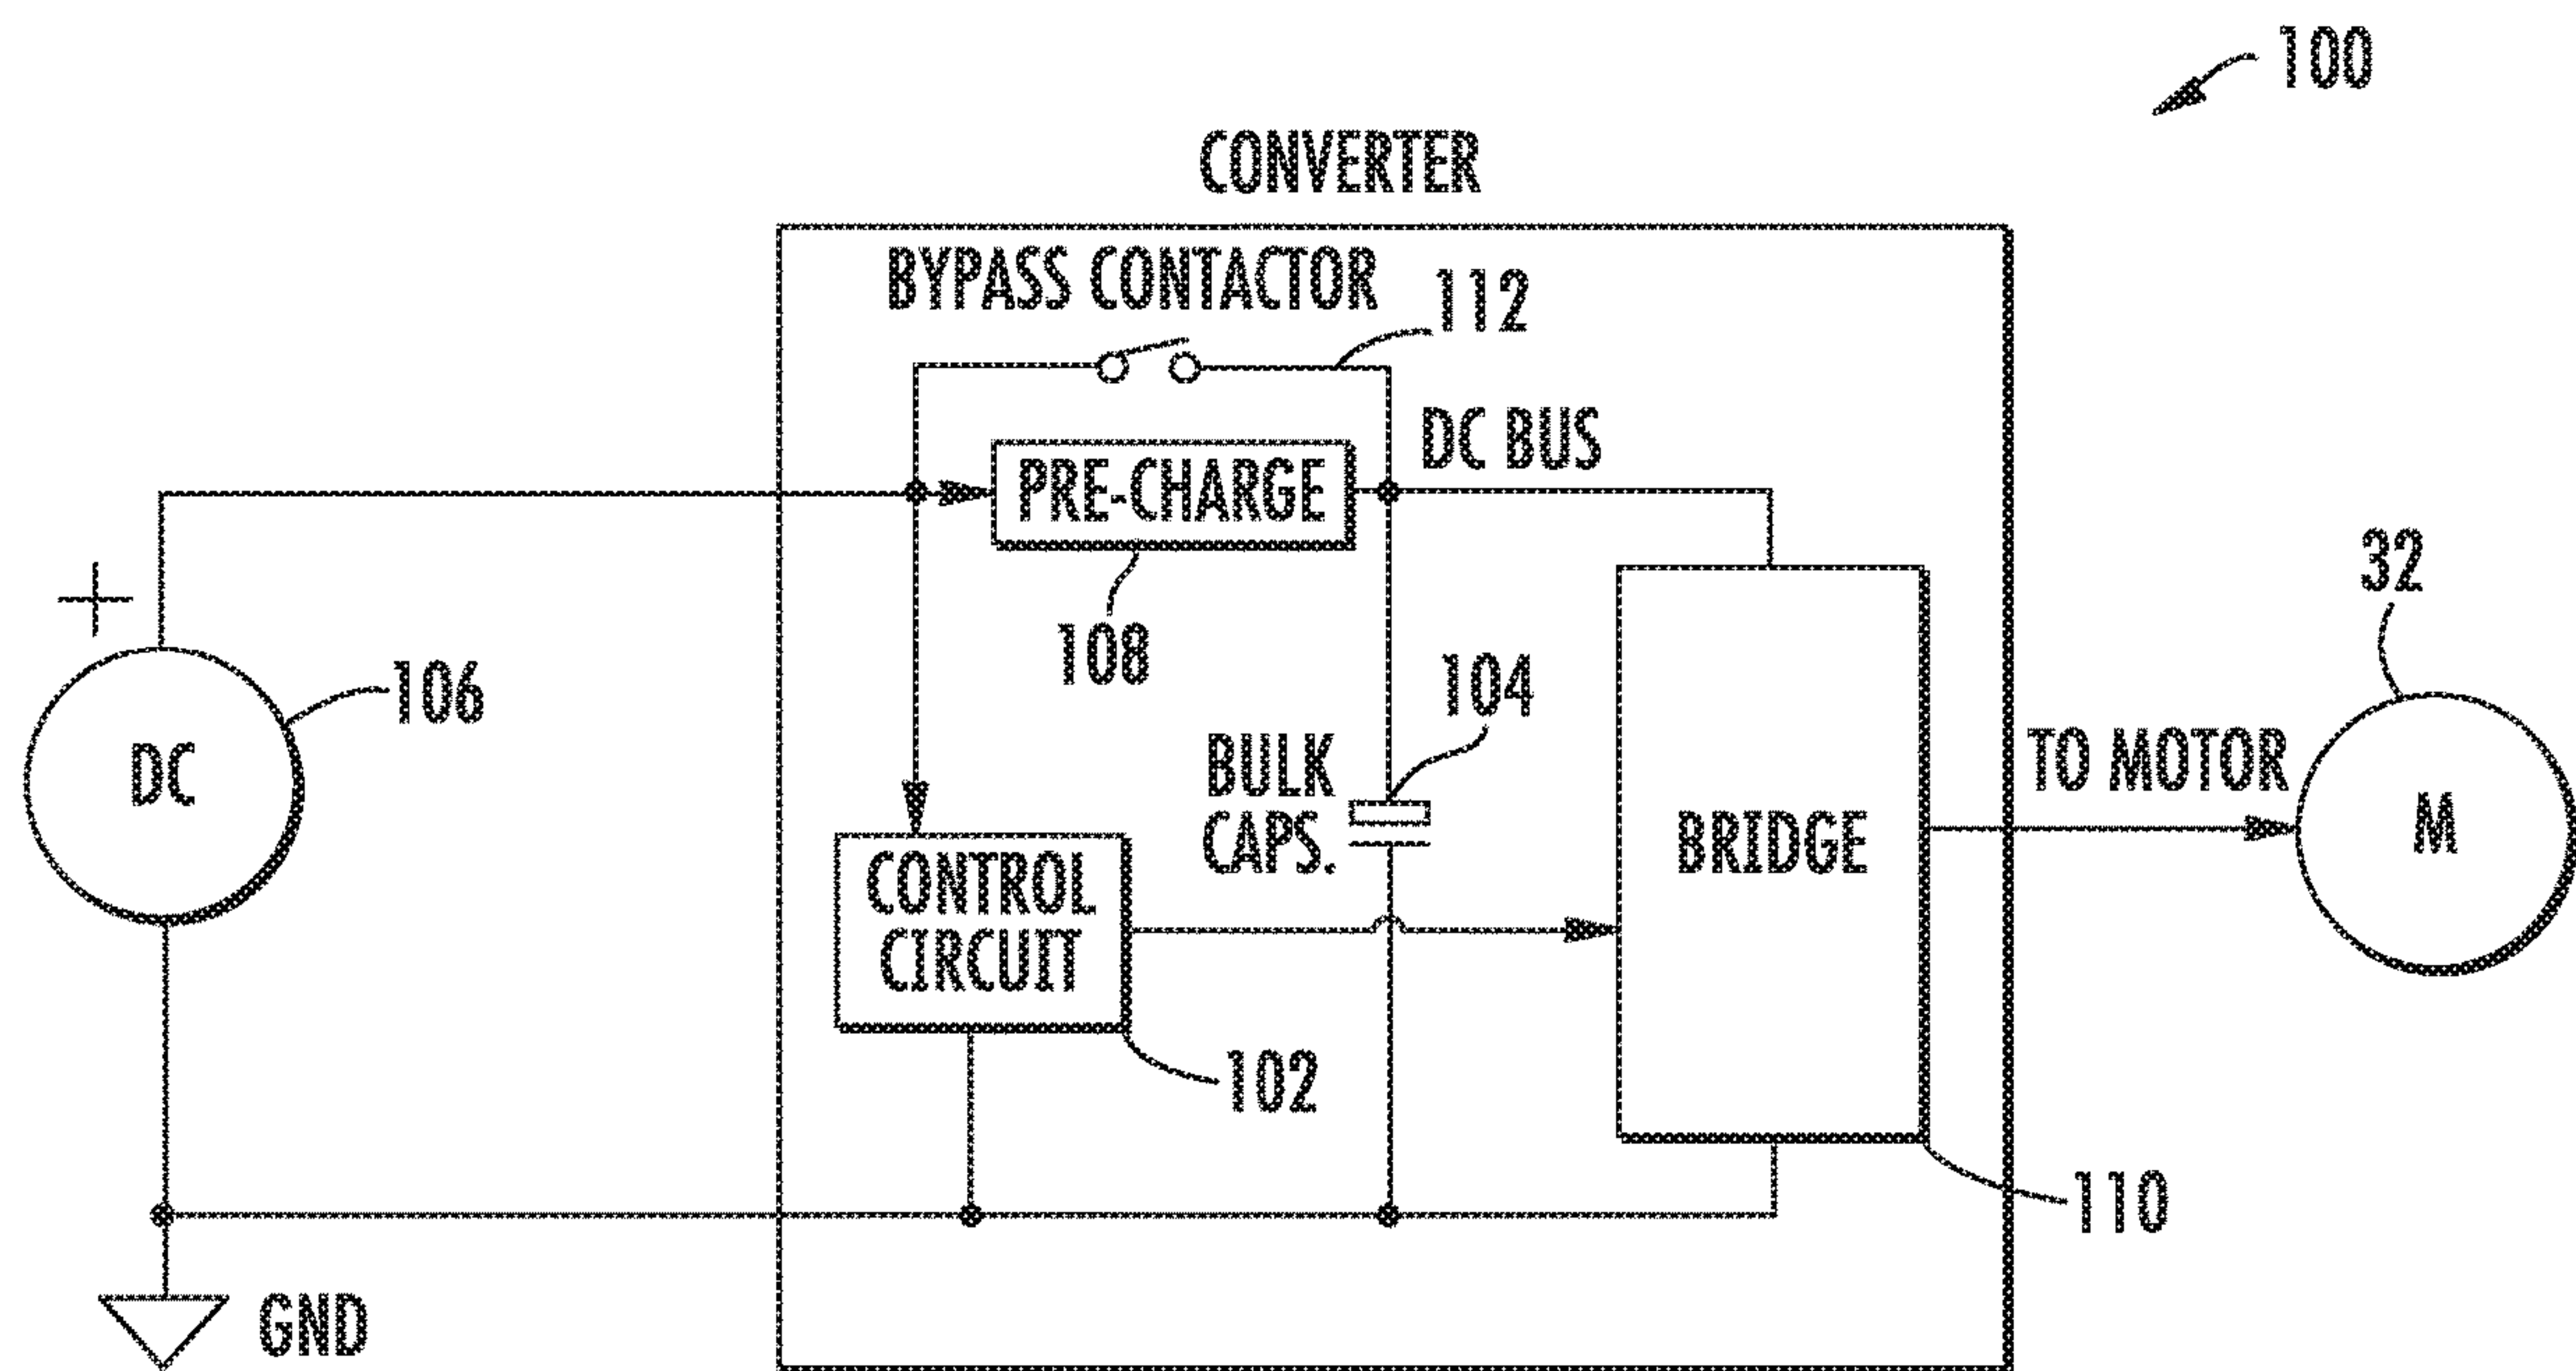 100
CONVERTER
BYPASS CONTACTOR
112
DC BUS
PRE-CHARGE
108
106
DC
104
BULK
CAPS.
32
TO MOTOR
M
BRIDGE
CONTROL
CIRCUIT
102
110
GND